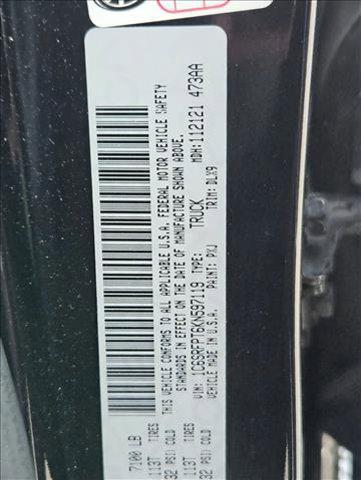 7100 LB
113T TIRES
32 PSI) COLD
113T TIRES
32 PSI) COLD
THIS VEHICLE CONFORMS TO ALL APPLICABLE U.S.A. FEDERAL MOTOR VEHICLE SAFETY
STANDARDS IN EFFECT ON THE DATE OF MANUFACTURE SHOWN ABOVE.
VIN: 1C6SRFPT6KN597119 TYPE: TRUCK MDH: 112121 473AA
MADE IN U.S.A. PAINT: PXJ TRIM: DLX9